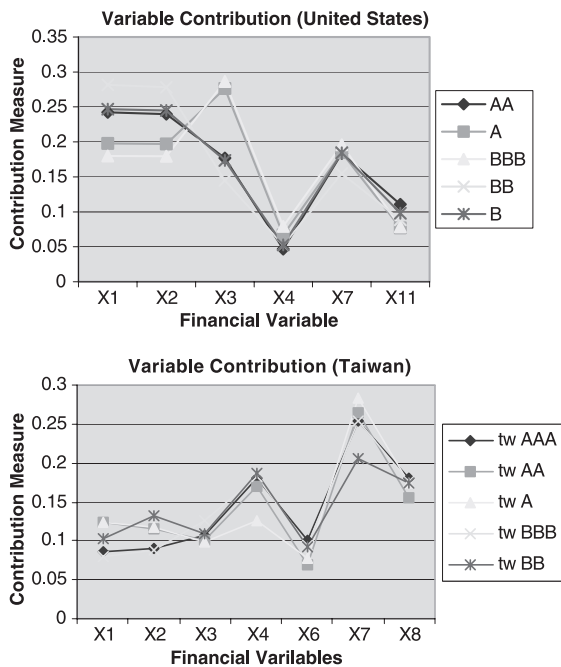 Variable Contribution (United States)
Contribution Measure
0.35
0.3
0.25
0.2
0.15
0.1
0.05
0
X1 X2 X3 X4 X7 X11
Financial Variable
AA
A
BBB
BB
B
Variable Contribution (Taiwan)
Contribution Measure
0.3
0.25
0.2
0.15
0.1
0.05
0
X1 X2 X3 X4 X6 X7 X8
Financial Varilables
tw AAA
tw AA
tw A
tw BBB
tw BB